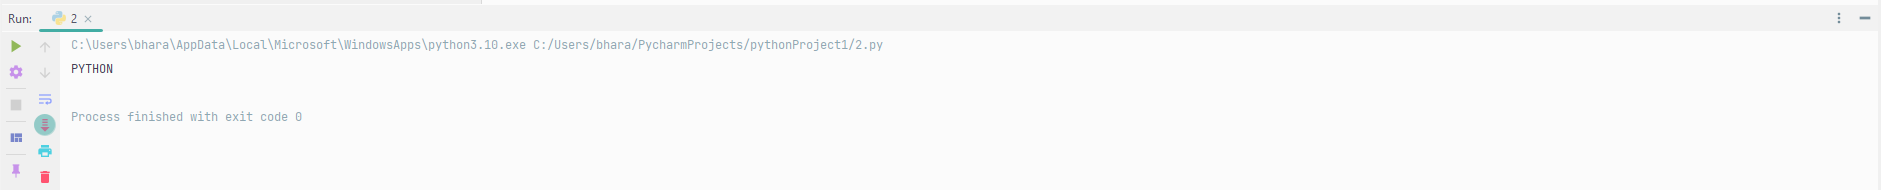 Run: 2
C:\Users\bhara\AppData\Local\Microsoft\WindowsApps\python3.10.exe C:/Users/bhara/PycharmProjects/pythonProject1/2.py
PYTHON
Process finished with exit code 0